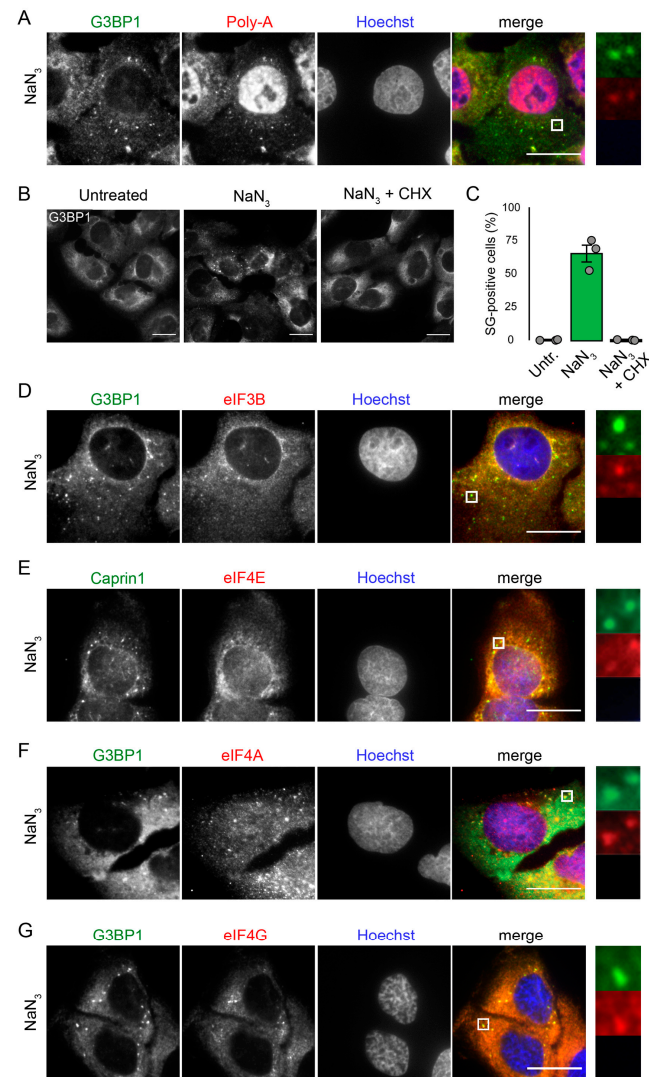 A
G3BP1 Poly-A Hoechst merge
NaN3
B
Untreated NaN3 NaN3 + CHX
G3BP1
C
SG-positive cells (%)
100
75
50
25
0
Untr. NaN3 NaN3 + CHX
D
G3BP1 eIF3B Hoechst merge
NaN3
E
Caprin1 eIF4E Hoechst merge
NaN3
F
G3BP1 eIF4A Hoechst merge
NaN3
G
G3BP1 eIF4G Hoechst merge
NaN3